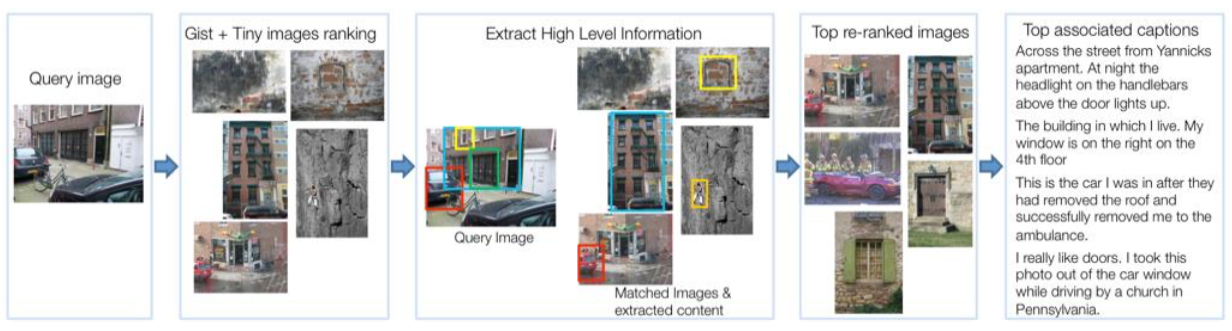 Query image
Gist + Tiny images ranking
Extract High Level Information
Query Image
Matched Images &
extracted content
Top re-ranked images
Top associated captions
Across the street from Yannicks
apartment. At night the
headlight on the handlebars
above the door lights up.
The building in which I live. My
window is on the right on the
4th floor
This is the car I was in after they
had removed the roof and
successfully removed me to the
ambulance.
I really like doors. I took this
photo out of the car window
while driving by a church in
Pennsylvania.